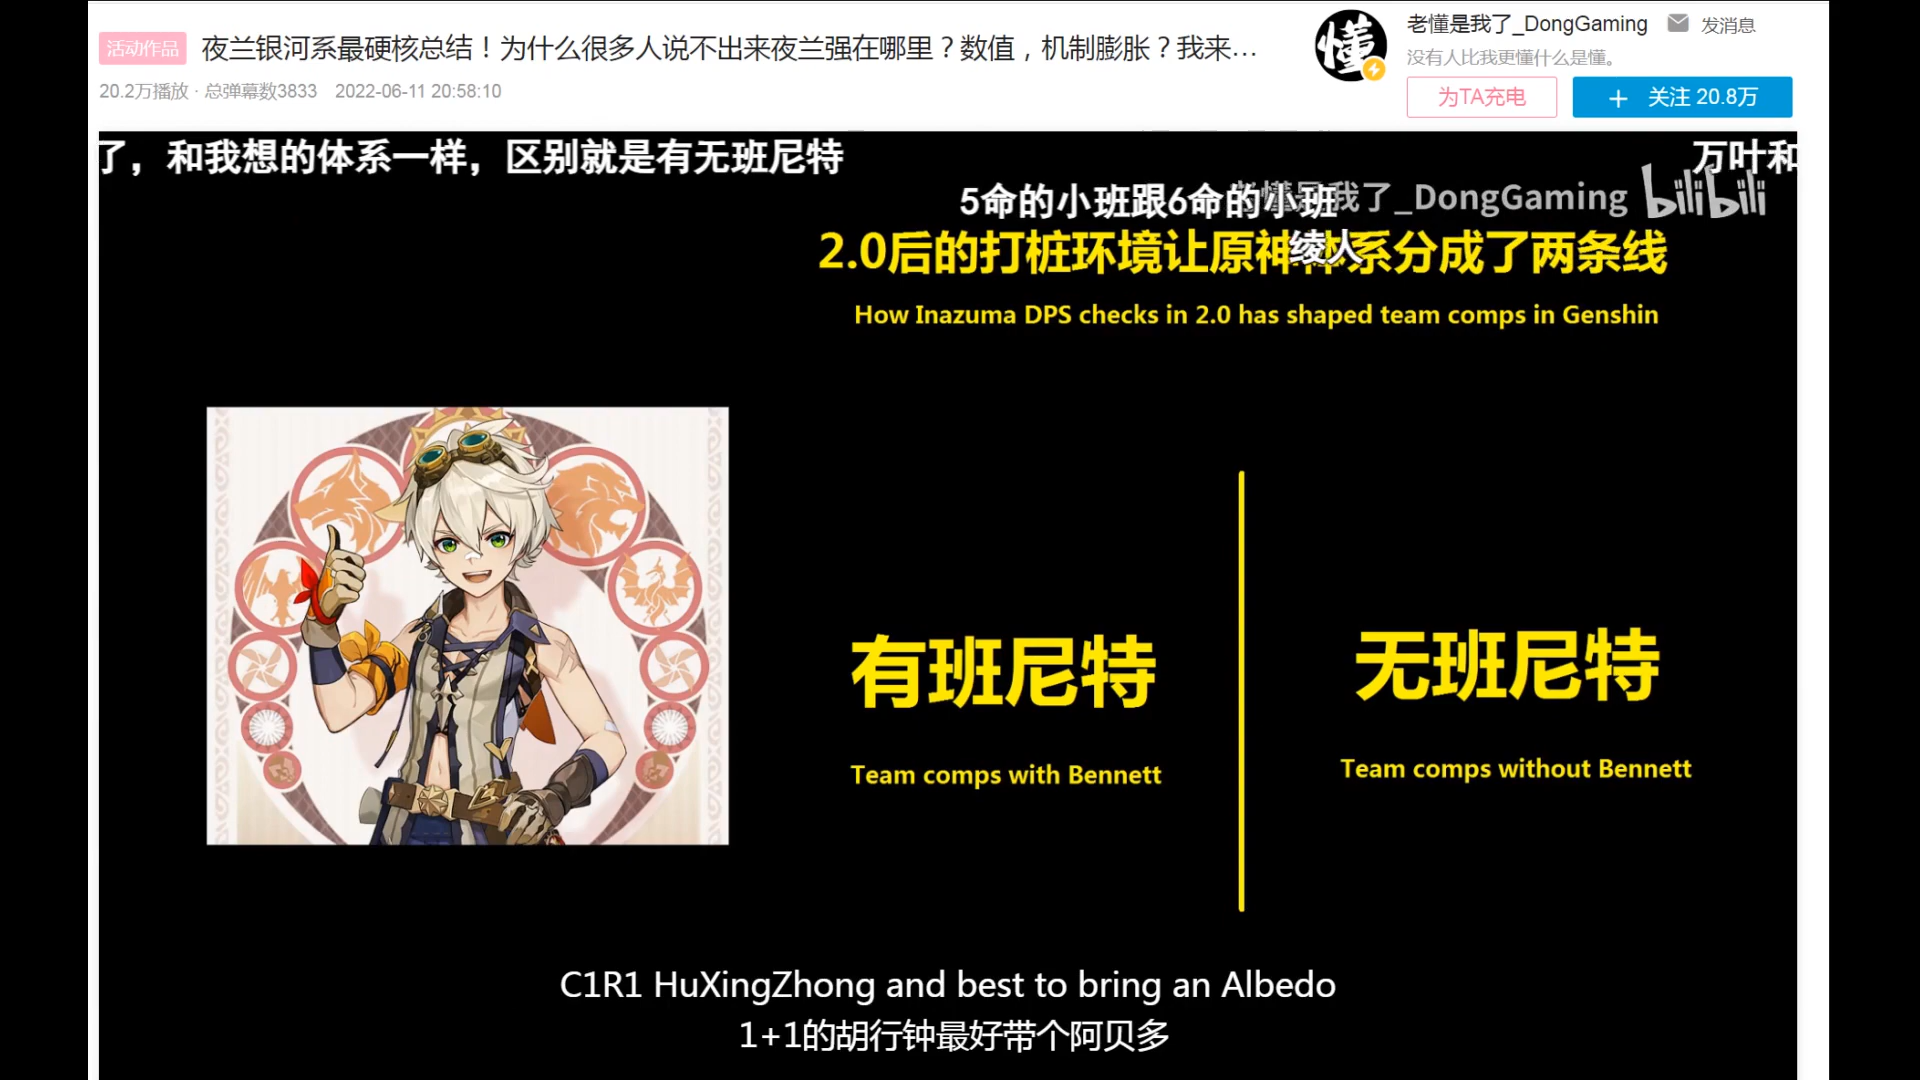 活动作品 夜兰银河系最硬核总结！为什么很多人说不出来夜兰强在哪里？数值，机制膨胀？我来…
20.2万播放 · 总弹幕数3833 2022-06-11 20:58:10
懂
老懂是我了_DongGaming 发消息
没有人比我更懂什么是懂。
为TA充电
+ 关注 20.8万
了，和我想的体系一样，区别就是有无班尼特
万叶和
5命的小班跟6命的小班
老懂是我了_DongGaming bilibili
绫人
2.0后的打桩环境让原神体系分成了两条线
How Inazuma DPS checks in 2.0 has shaped team comps in Genshin
有班尼特
Team comps with Bennett
无班尼特
Team comps without Bennett
C1R1 HuXingZhong and best to bring an Albedo
1+1的胡行钟最好带个阿贝多